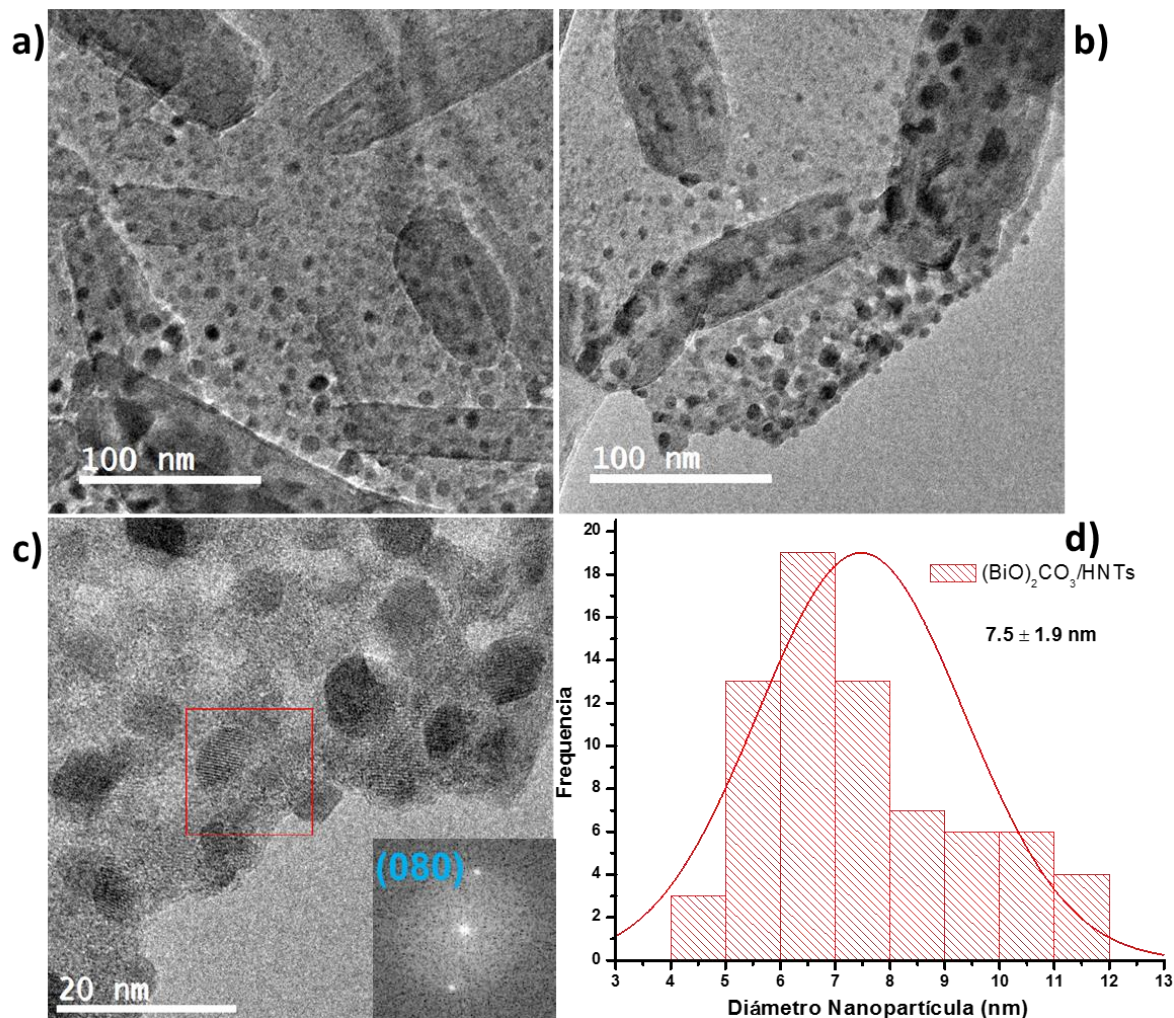 a)
100 nm
b)
100 nm
c)
(080)
20 nm
d)
(BiO)₂CO₃/HNTs
7.5 ± 1.9 nm
Frequencia
20
18
16
14
12
10
8
6
4
2
0
3 4 5 6 7 8 9 10 11 12 13
Diámetro Nanopartícula (nm)